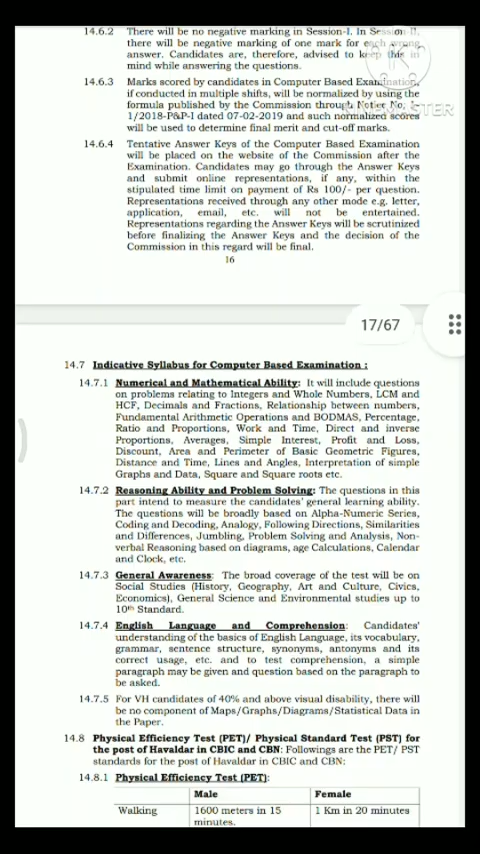 14.6.2 There will be no negative marking in Session-I. In Session-II,
there will be negative marking of one mark for each wrong
answer. Candidates are, therefore, advised to keep this in
mind while answering the questions.
14.6.3 Marks scored by candidates in Computer Based Examination,
if conducted in multiple shifts, will be normalized by using the
formula published by the Commission through Notice No.
1/2018-P&P-I dated 07-02-2019 and such normalized scores
will be used to determine final merit and cut-off marks.
14.6.4 Tentative Answer Keys of the Computer Based Examination
will be placed on the website of the Commission after the
Examination. Candidates may go through the Answer Keys
and submit online representations, if any, within the
stipulated time limit on payment of Rs 100/- per question.
Representations received through any other mode e.g. letter,
application, email, etc. will not be entertained.
Representations regarding the Answer Keys will be scrutinized
before finalizing the Answer Keys and the decision of the
Commission in this regard will be final.
16
17/67
14.7 Indicative Syllabus for Computer Based Examination :
14.7.1 Numerical and Mathematical Ability: It will include questions
on problems relating to Integers and Whole Numbers, LCM and
HCF, Decimals and Fractions, Relationship between numbers,
Fundamental Arithmetic Operations and BODMAS, Percentage,
Ratio and Proportions, Work and Time, Direct and inverse
Proportions, Averages, Simple Interest, Profit and Loss,
Discount, Area and Perimeter of Basic Geometric Figures,
Distance and Time, Lines and Angles, Interpretation of simple
Graphs and Data, Square and Square roots etc.
14.7.2 Reasoning Ability and Problem Solving: The questions in this
part intend to measure the candidates' general learning ability.
The questions will be broadly based on Alpha-Numeric Series,
Coding and Decoding, Analogy, Following Directions, Similarities
and Differences, Jumbling, Problem Solving and Analysis, Non-
verbal Reasoning based on diagrams, age Calculations, Calendar
and Clock, etc.
14.7.3 General Awareness: The broad coverage of the test will be on
Social Studies (History, Geography, Art and Culture, Civics,
Economics), General Science and Environmental studies up to
10th Standard.
14.7.4 English Language and Comprehension: Candidates'
understanding of the basics of English Language, its vocabulary,
grammar, sentence structure, synonyms, antonyms and its
correct usage, etc. and to test comprehension, a simple
paragraph may be given and question based on the paragraph to
be asked.
14.7.5 For VH candidates of 40% and above visual disability, there will
be no component of Maps/Graphs/Diagrams/Statistical Data in
the Paper.
14.8 Physical Efficiency Test (PET)/ Physical Standard Test (PST) for
the post of Havaldar in CBIC and CBN: Followings are the PET/ PST
standards for the post of Havaldar in CBIC and CBN:
14.8.1 Physical Efficiency Test (PET):
Male Female
Walking 1600 meters in 15 1 Km in 20 minutes
minutes.